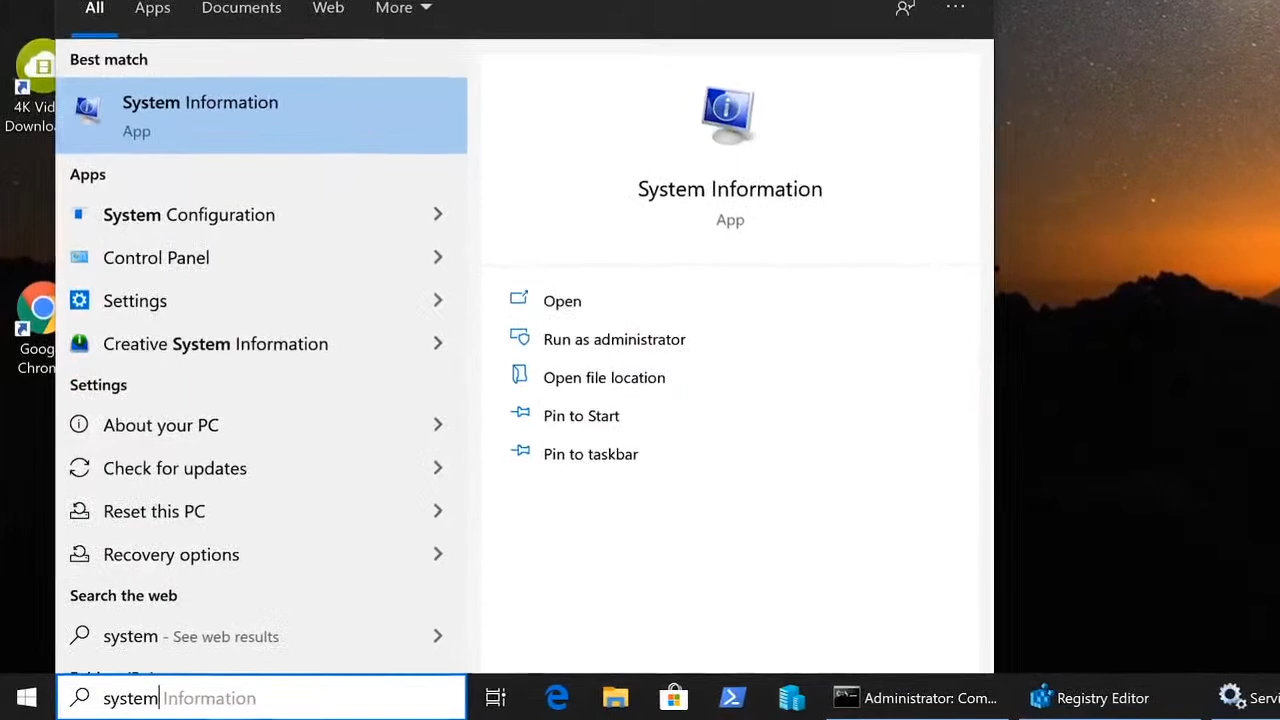 All Apps Documents Web More
Best match
4K Vid
Downlo
System Information
App
System Information
App
Apps
System Configuration
Control Panel
Settings
Creative System Information
Goog
Chrom
Open
Run as administrator
Open file location
Pin to Start
Pin to taskbar
Settings
About your PC
Check for updates
Reset this PC
Recovery options
Search the web
system - See web results
system Information
Administrator: Com... Registry Editor Servi